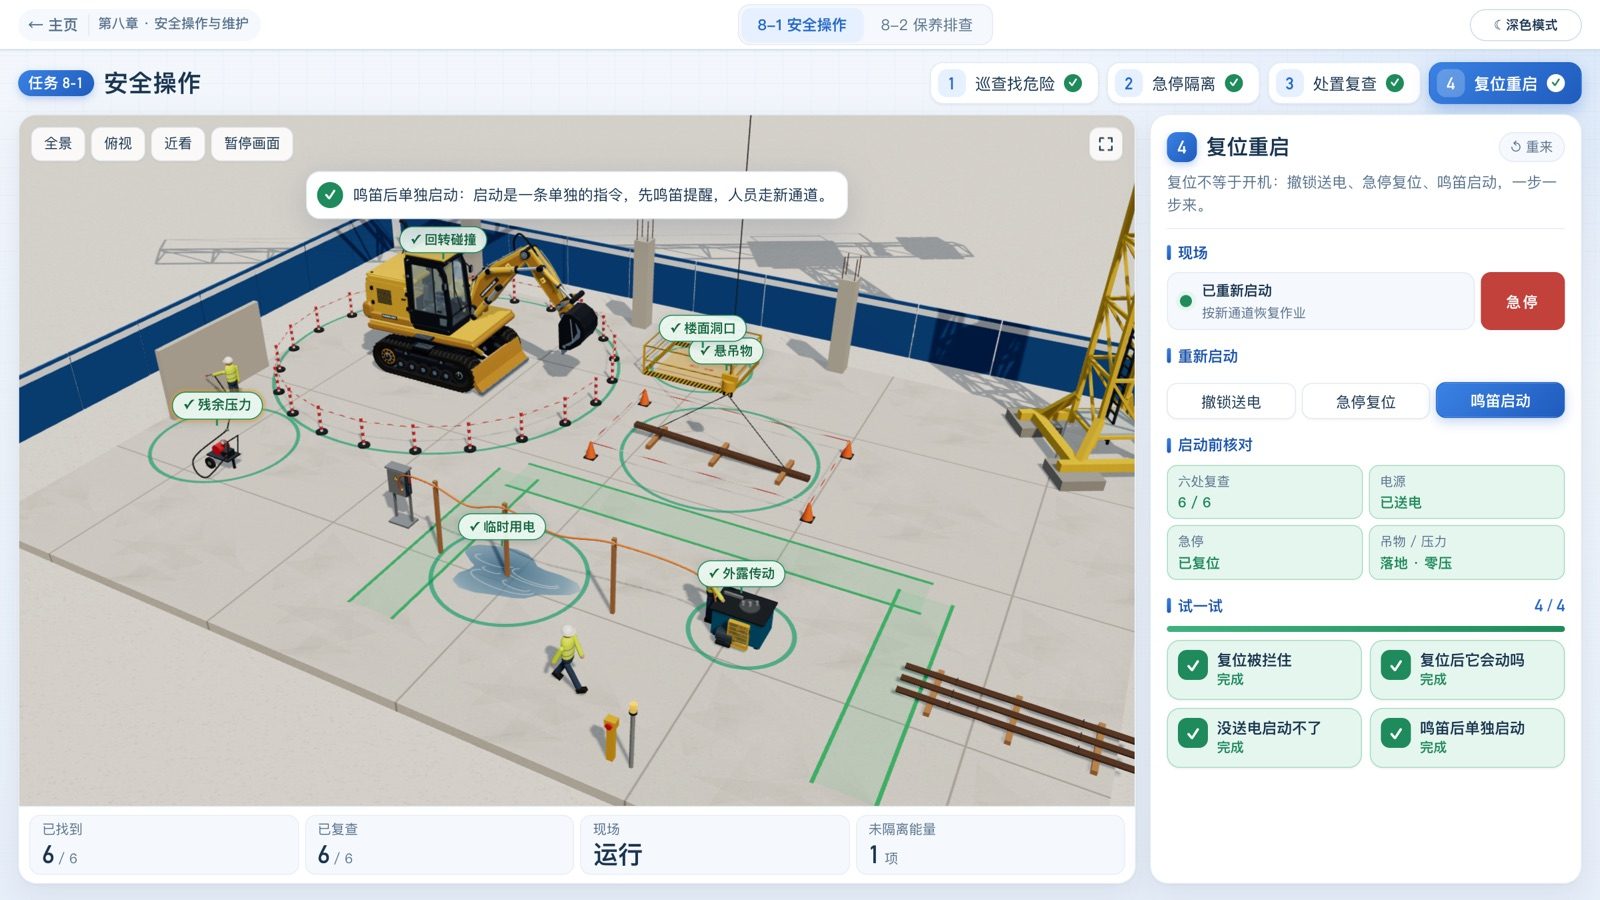 ← 主页
第八章 · 安全操作与维护
8-1 安全操作
8-2 保养排查
☾ 深色模式
任务 8-1
安全操作
1 巡查找危险
2 急停隔离
3 处置复查
4 复位重启
全景
俯视
近看
暂停画面
鸣笛后单独启动：启动是一条单独的指令，先鸣笛提醒，人员走新通道。
✓ 回转碰撞
✓ 楼面洞口
✓ 悬吊物
✓ 残余压力
✓ 临时用电
✓ 外露传动
已找到
6 / 6
已复查
6 / 6
现场
运行
未隔离能量
1 项
4 复位重启
重来
复位不等于开机：撤锁送电、急停复位、鸣笛启动，一步一
步来。
现场
已重新启动
按新通道恢复作业
急停
重新启动
撤锁送电
急停复位
鸣笛启动
启动前核对
六处复查
6 / 6
电源
已送电
急停
已复位
吊物 / 压力
落地 · 零压
试一试
4 / 4
复位被拦住
完成
复位后它会动吗
完成
没送电启动不了
完成
鸣笛后单独启动
完成